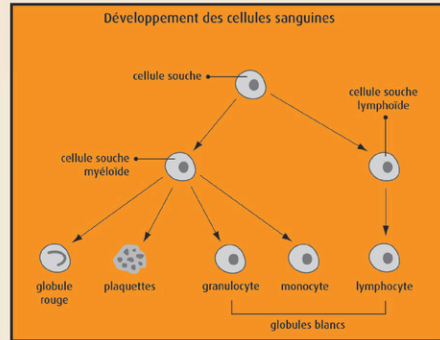 Développement des cellules sanguines
cellule souche
cellule souche
lymphoïde
cellule souche
myéloïde
globule
rouge
plaquettes
granulocyte
monocyte
lymphocyte
globules blancs